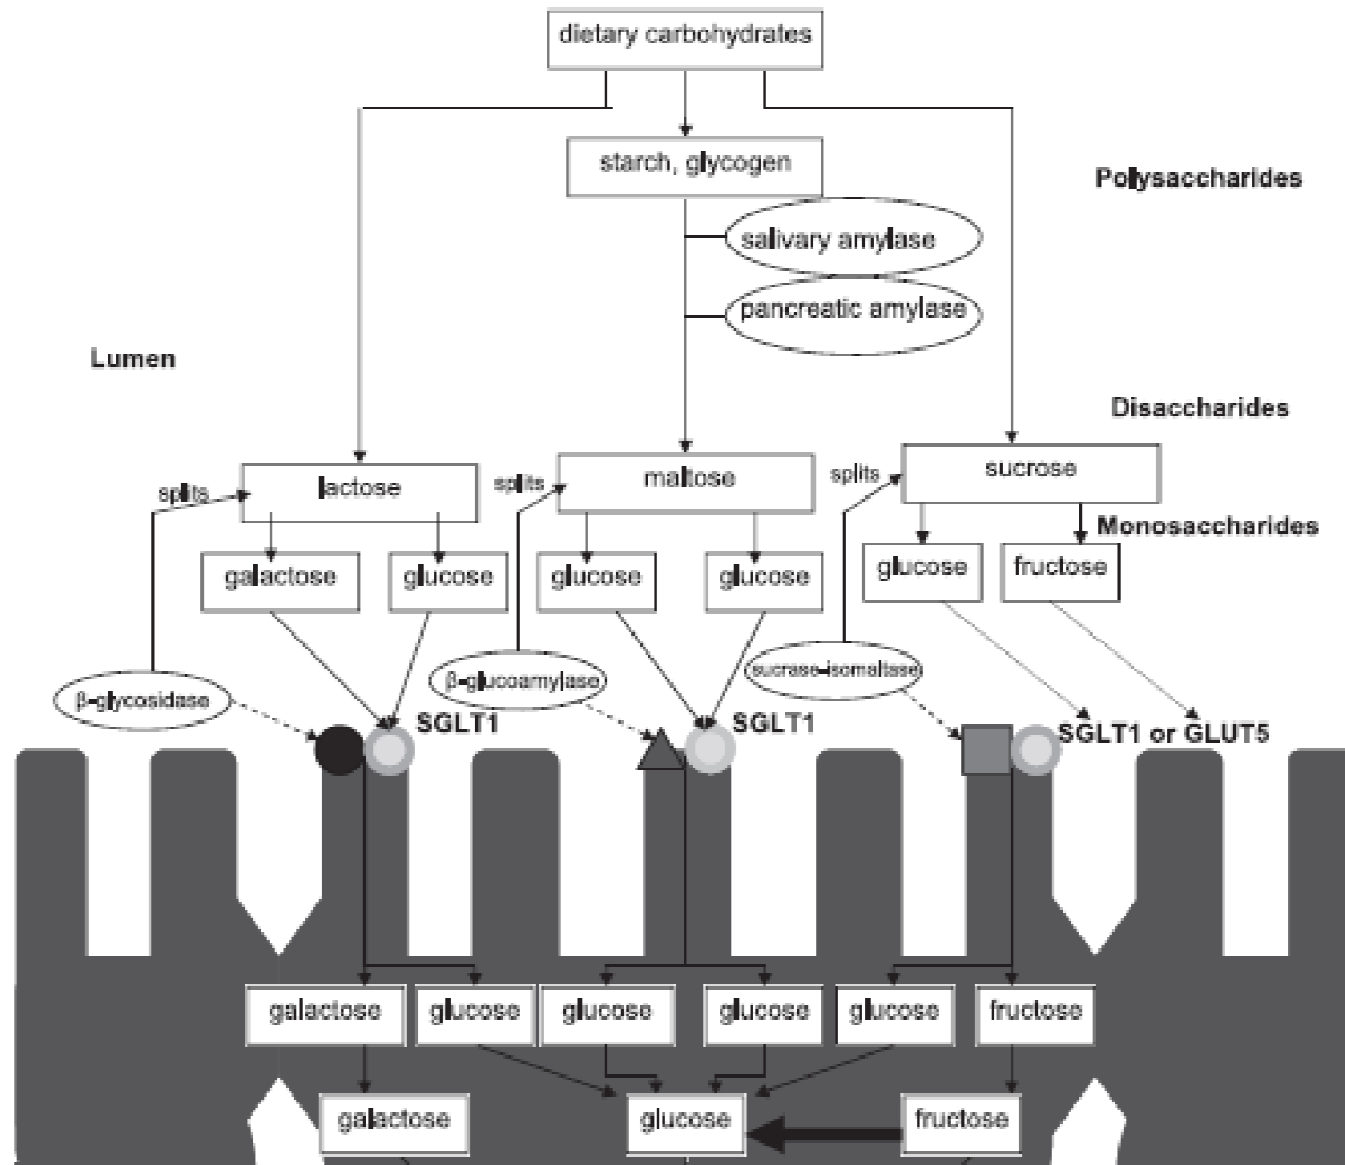 dietary carbohydrates
starch, glycogen
Polysaccharides
salivary amylase
pancreatic amylase
Lumen
Disaccharides
splits
lactose
splits
maltose
splits
sucrose
Monosaccharides
galactose
glucose
glucose
glucose
glucose
fructose
β-glycosidase
β-glucoamylase
sucrase-isomaltase
SGLT1
SGLT1
SGLT1 or GLUT5
galactose
glucose
glucose
glucose
glucose
fructose
galactose
glucose
fructose